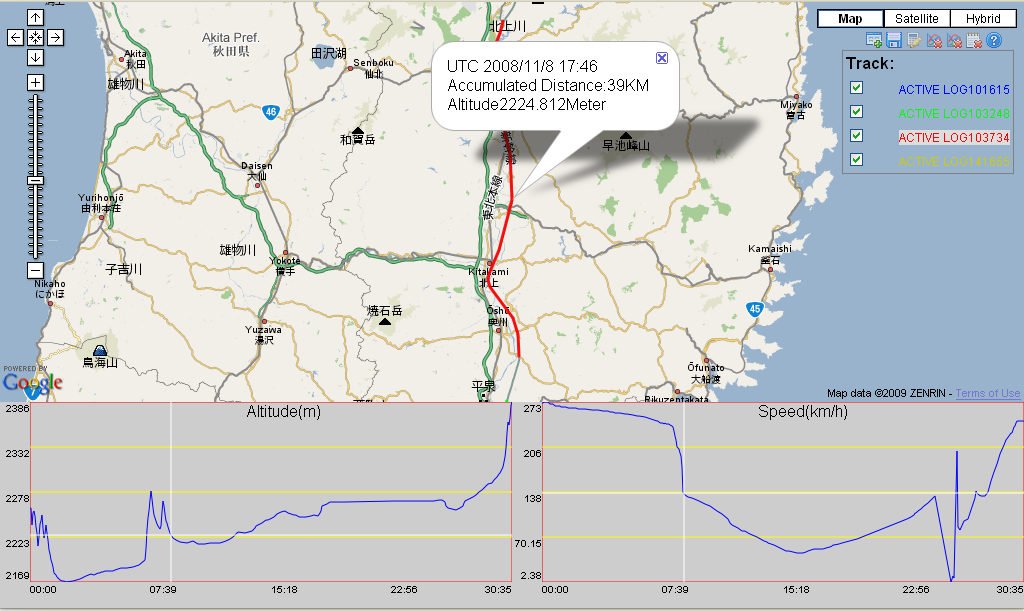 北上川
Akita Pref.
秋田県
Akita
秋田
雄物川
田沢湖
Senboku
仙北
UTC 2008/11/8 17:46
Accumulated Distance:39KM
Altitude2224.812Meter
Map
Satellite
Hybrid
Track:
ACTIVE LOG101615
ACTIVE LOG103248
ACTIVE LOG103734
46
和賀岳
早池峰山
Miyako
宮古
Daisen
大仙
東北本線
Yurihonjō
由利本荘
雄物川
Yokote
横手
子吉川
Kitakami
北上
Kamaishi
釜石
Nikaho
にかほ
焼石岳
Ōshū
奥州
45
Yuzawa
湯沢
鳥海山
POWERED BY
Google
7
平泉
Ōfunato
大船渡
Rikuzentakata
Map data ©2009 ZENRIN - Terms of Use
Altitude(m)
2386
2332
2278
2223
2169
00:00
07:39
15:18
22:56
30:35
Speed(km/h)
273
206
138
70.15
2.38
00:00
07:39
15:18
22:56
30:35